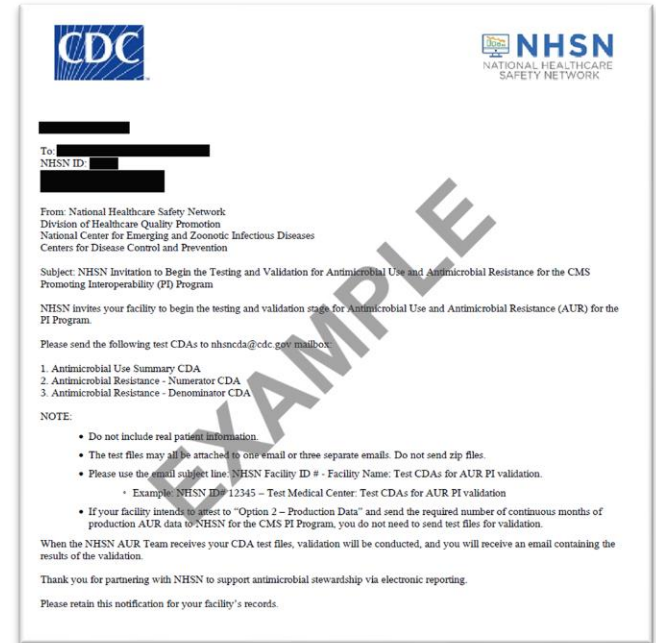 CDC
NHSN
NATIONAL HEALTHCARE
SAFETY NETWORK
To:
NHSN ID:
From: National Healthcare Safety Network
Division of Healthcare Quality Promotion
National Center for Emerging and Zoonotic Infectious Diseases
Centers for Disease Control and Prevention
Subject: NHSN Invitation to Begin the Testing and Validation for Antimicrobial Use and Antimicrobial Resistance for the CMS
Promoting Interoperability (PI) Program
NHSN invites your facility to begin the testing and validation stage for Antimicrobial Use and Antimicrobial Resistance (AUR) for the
PI Program.
Please send the following test CDAs to nhsncda@cdc.gov mailbox:
1. Antimicrobial Use Summary CDA
2. Antimicrobial Resistance - Numerator CDA
3. Antimicrobial Resistance - Denominator CDA
NOTE:
• Do not include real patient information.
• The test files may all be attached to one email or three separate emails. Do not send zip files.
• Please use the email subject line: NHSN Facility ID # - Facility Name: Test CDAs for AUR PI validation.
◦ Example: NHSN ID# 12345 – Test Medical Center: Test CDAs for AUR PI validation
• If your facility intends to attest to “Option 2 – Production Data” and send the required number of continuous months of
production AUR data to NHSN for the CMS PI Program, you do not need to send test files for validation.
When the NHSN AUR Team receives your CDA test files, validation will be conducted, and you will receive an email containing the
results of the validation.
Thank you for partnering with NHSN to support antimicrobial stewardship via electronic reporting.
Please retain this notification for your facility's records.
EXAMPLE